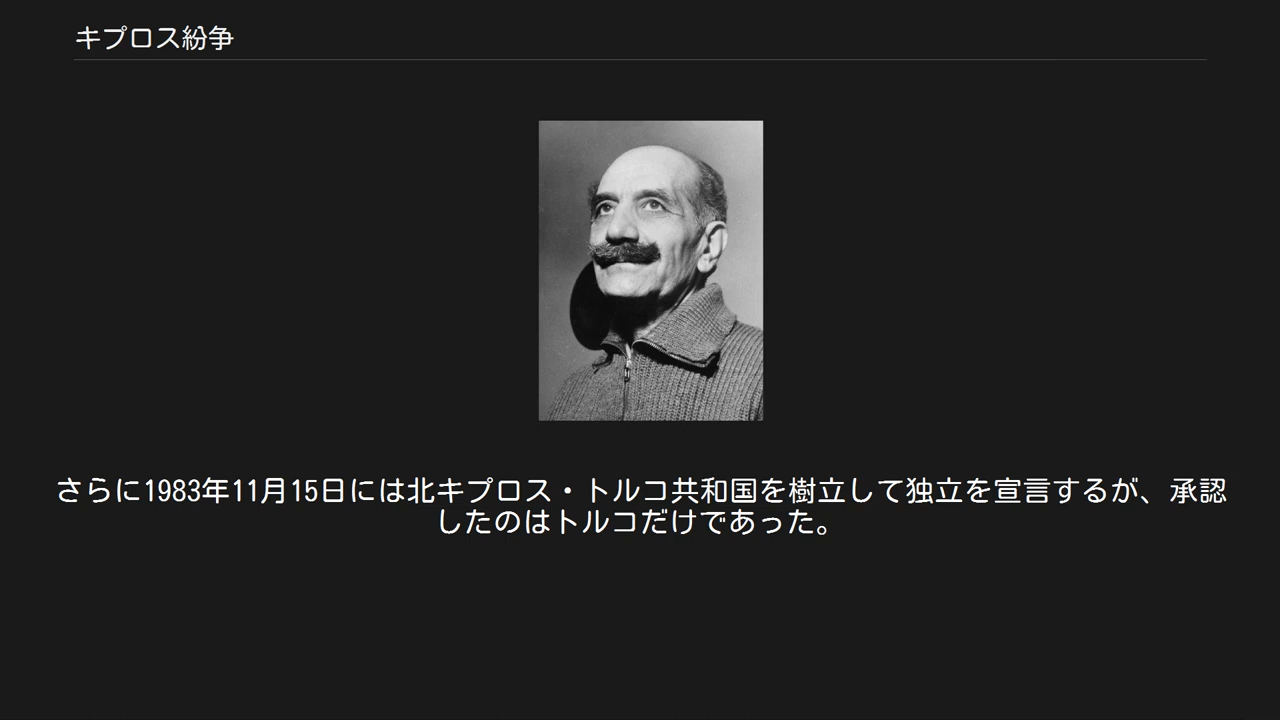 キプロス紛争
さらに1983年11月15日には北キプロス・トルコ共和国を樹立して独立を宣言するが、承認
したのはトルコだけであった。